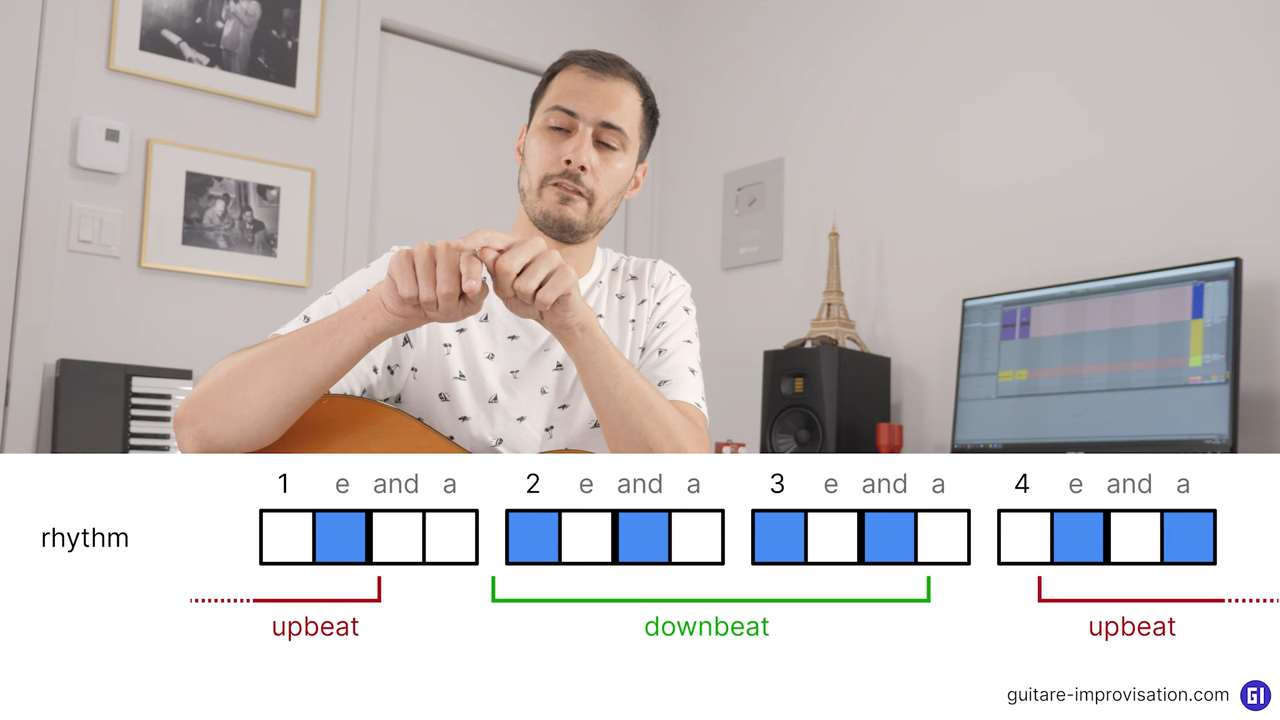 1 e and a 2 e and a 3 e and a 4 e and a
rhythm
upbeat downbeat upbeat
guitare-improvisation.com GI